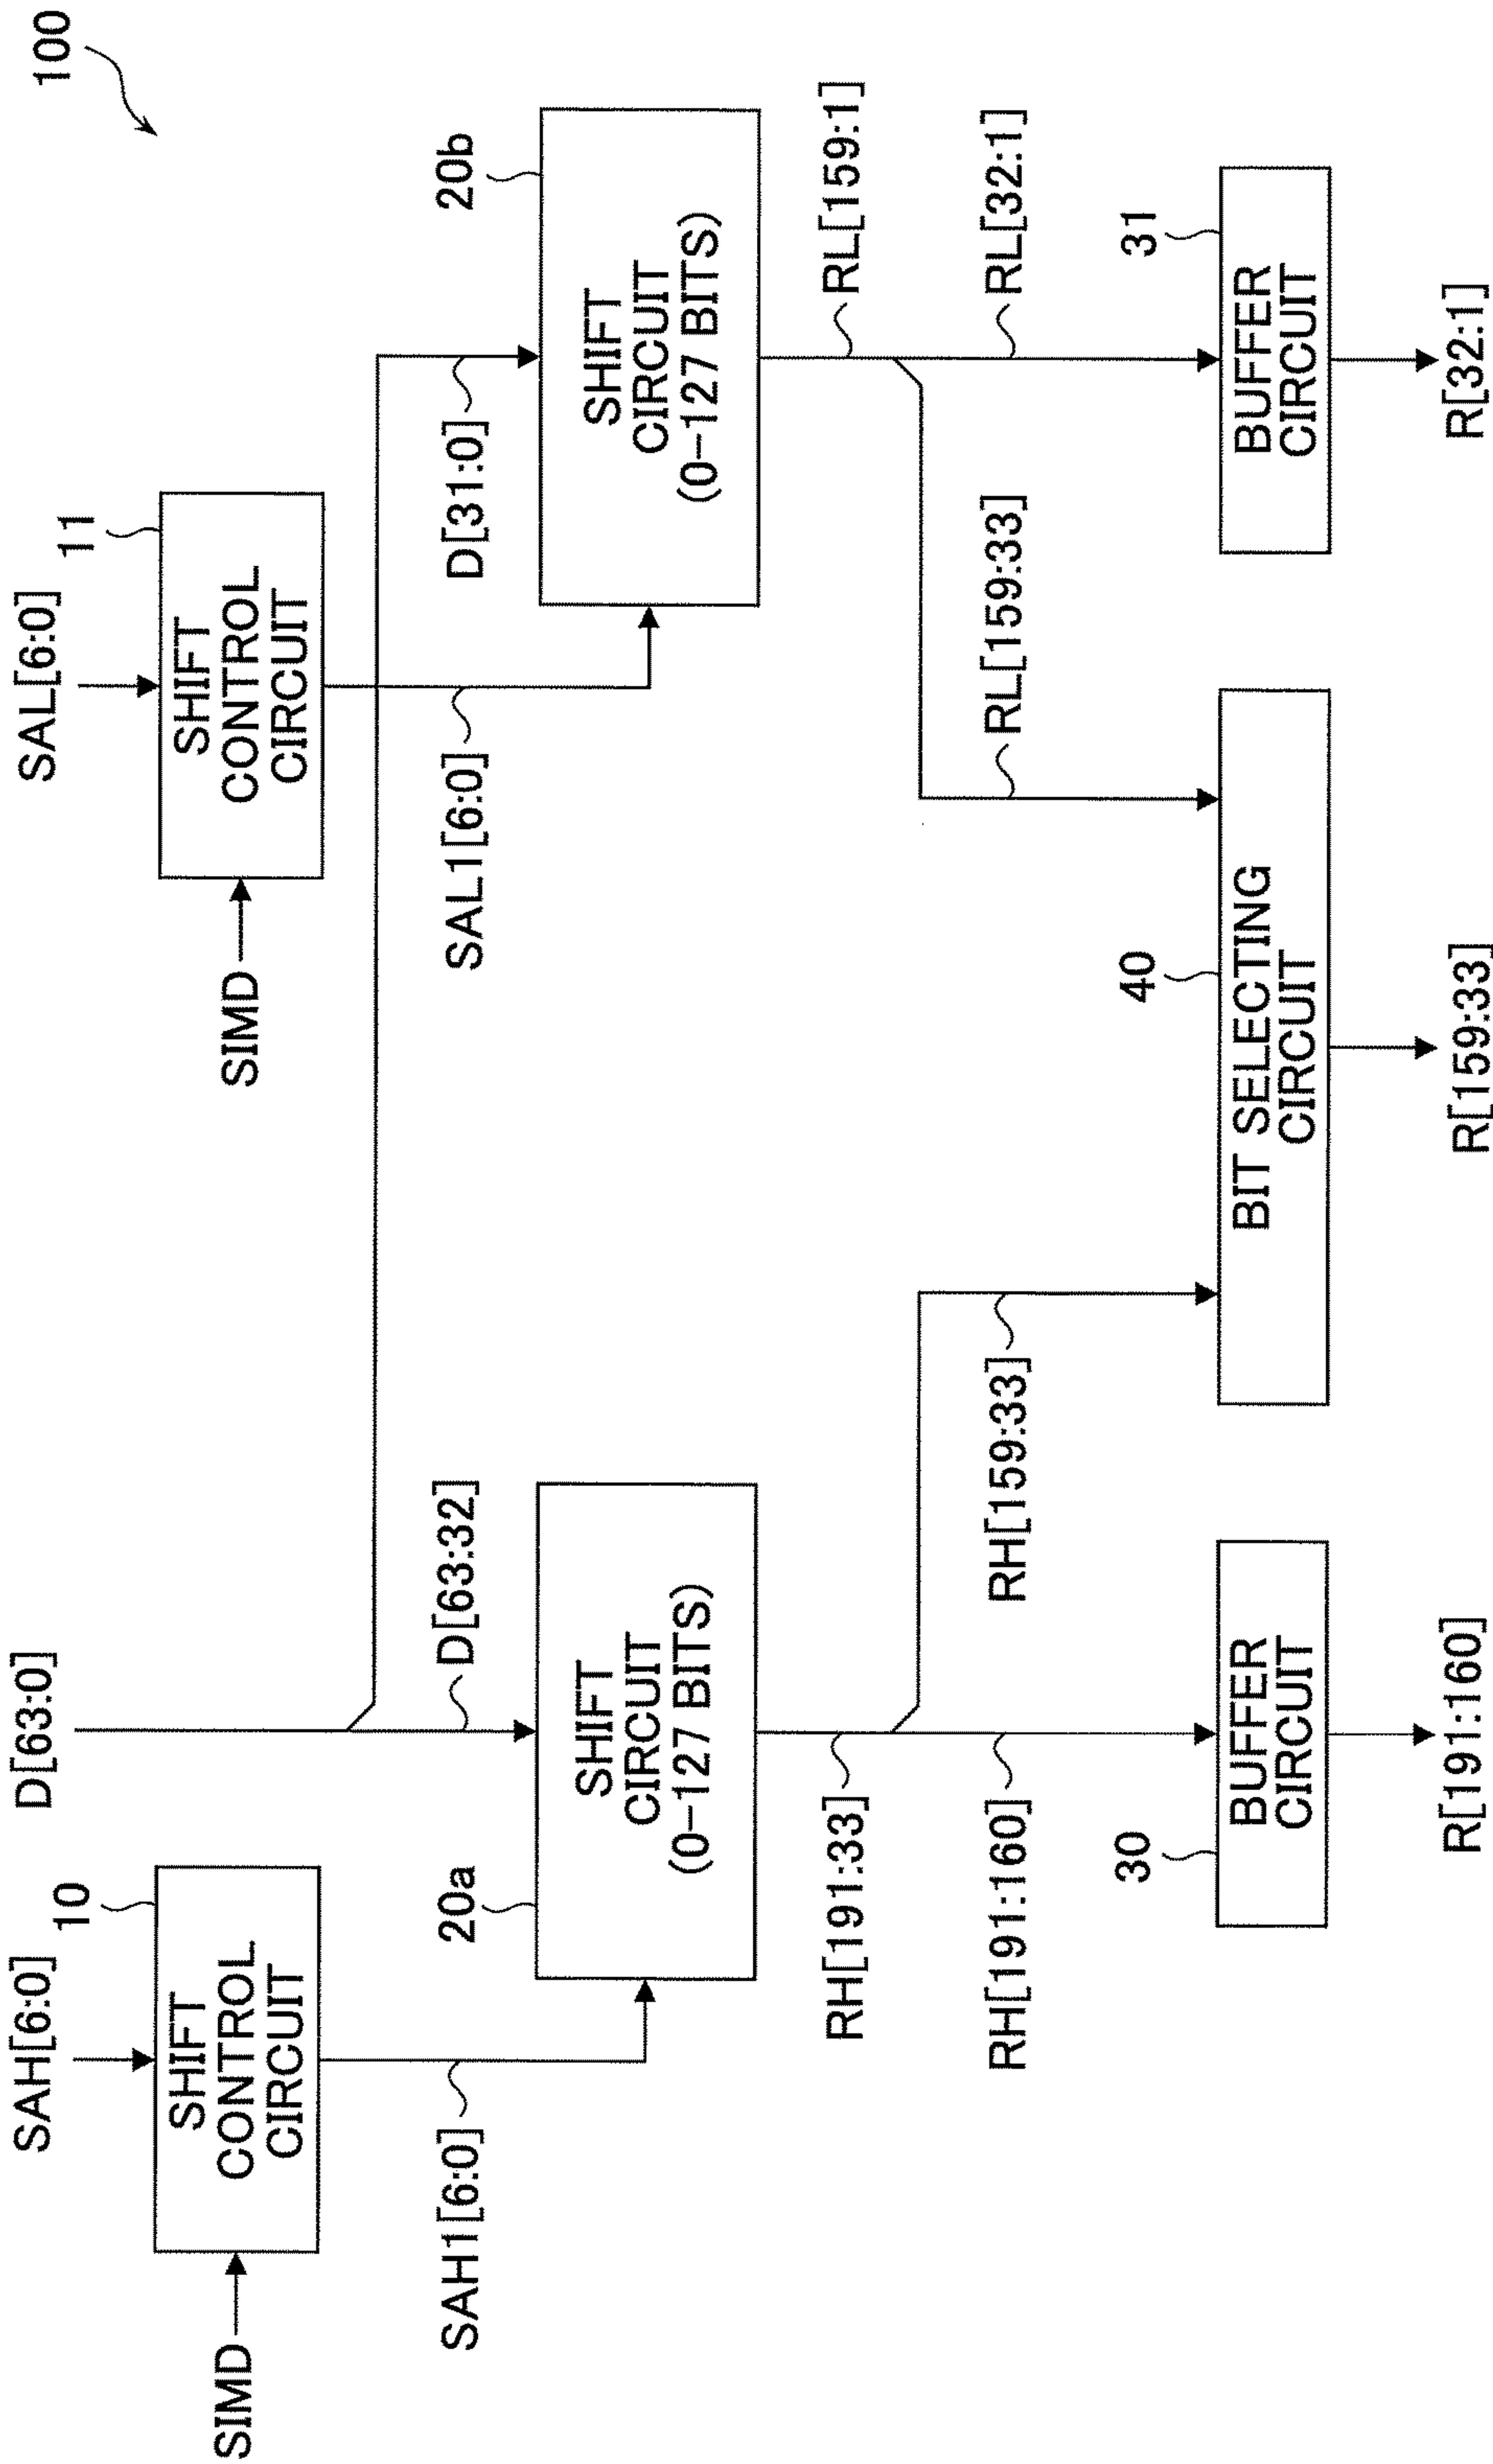 100
SAH[6:0]
D[63:0]
SAL[6:0]
10
11
SIMD
SHIFT
CONTROL
CIRCUIT
SIMD
SHIFT
CONTROL
CIRCUIT
SAH1[6:0]
D[63:32]
SAL1[6:0]
D[31:0]
20a
SHIFT
CIRCUIT
(0-127 BITS)
20b
SHIFT
CIRCUIT
(0-127 BITS)
RH[191:33]
RL[159:1]
RH[191:160]
RH[159:33]
RL[159:33]
RL[32:1]
30
40
31
BUFFER
CIRCUIT
BIT SELECTING
CIRCUIT
BUFFER
CIRCUIT
R[191:160]
R[159:33]
R[32:1]